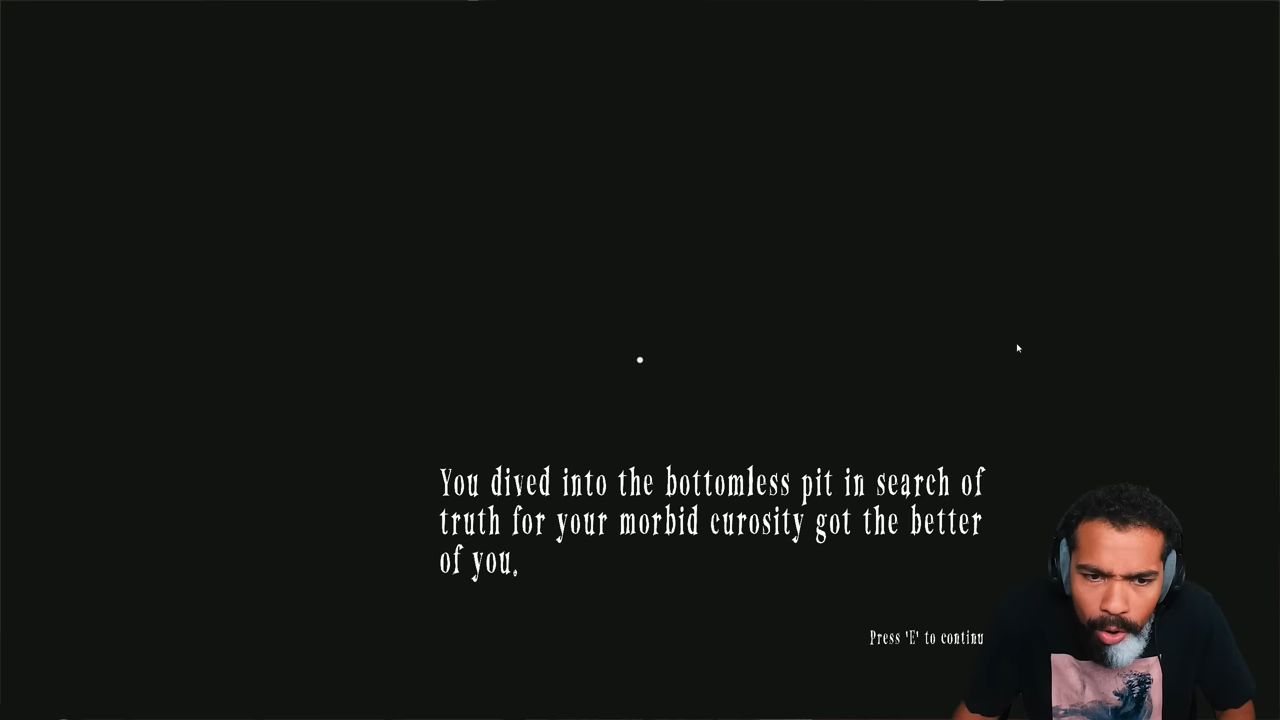 You dived into the bottomless pit in search of
truth for your morbid curosity got the better
of you.
Press 'E' to continu